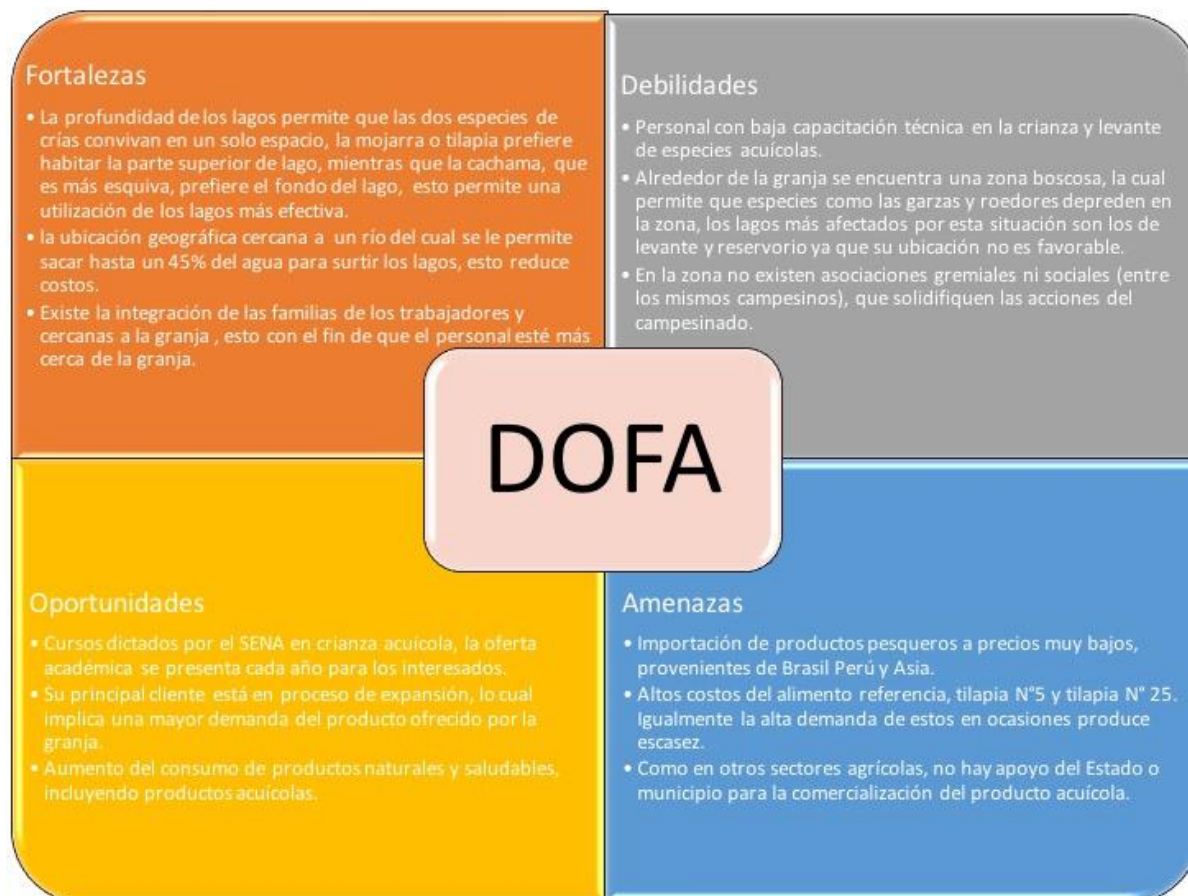 Fortalezas
• La profundidad de los lagos permite que las dos especies de
crías convivan en un solo espacio, la mojarra o tilapia prefiere
habitar la parte superior de lago, mientras que la cachama, que
es más esquiva, prefiere el fondo del lago, esto permite una
utilización de los lagos más efectiva.
• la ubicación geográfica cercana a un río del cual se le permite
sacar hasta un 45% del agua para surtir los lagos, esto reduce
costos.
• Existe la integración de las familias de los trabajadores y
cercanas a la granja , esto con el fin de que el personal esté más
cerca de la granja.
Debilidades
• Personal con baja capacitación técnica en la crianza y levante
de especies acuícolas.
• Alrededor de la granja se encuentra una zona boscosa, la cual
permite que especies como las garzas y roedores depreden en
la zona, los lagos más afectados por esta situación son los de
levante y reservorio ya que su ubicación no es favorable.
• En la zona no existen asociaciones gremiales ni sociales (entre
los mismos campesinos), que solidifiquen las acciones del
campesinado.
DOFA
Oportunidades
• Cursos dictados por el SENA en crianza acuícola, la oferta
académica se presenta cada año para los interesados.
• Su principal cliente está en proceso de expansión, lo cual
implica una mayor demanda del producto ofrecido por la
granja.
• Aumento del consumo de productos naturales y saludables,
incluyendo productos acuícolas.
Amenazas
• Importación de productos pesqueros a precios muy bajos,
provenientes de Brasil Perú y Asia.
• Altos costos del alimento referencia, tilapia N°5 y tilapia N° 25.
Igualmente la alta demanda de estos en ocasiones produce
escasez.
• Como en otros sectores agrícolas, no hay apoyo del Estado o
municipio para la comercialización del producto acuícola.